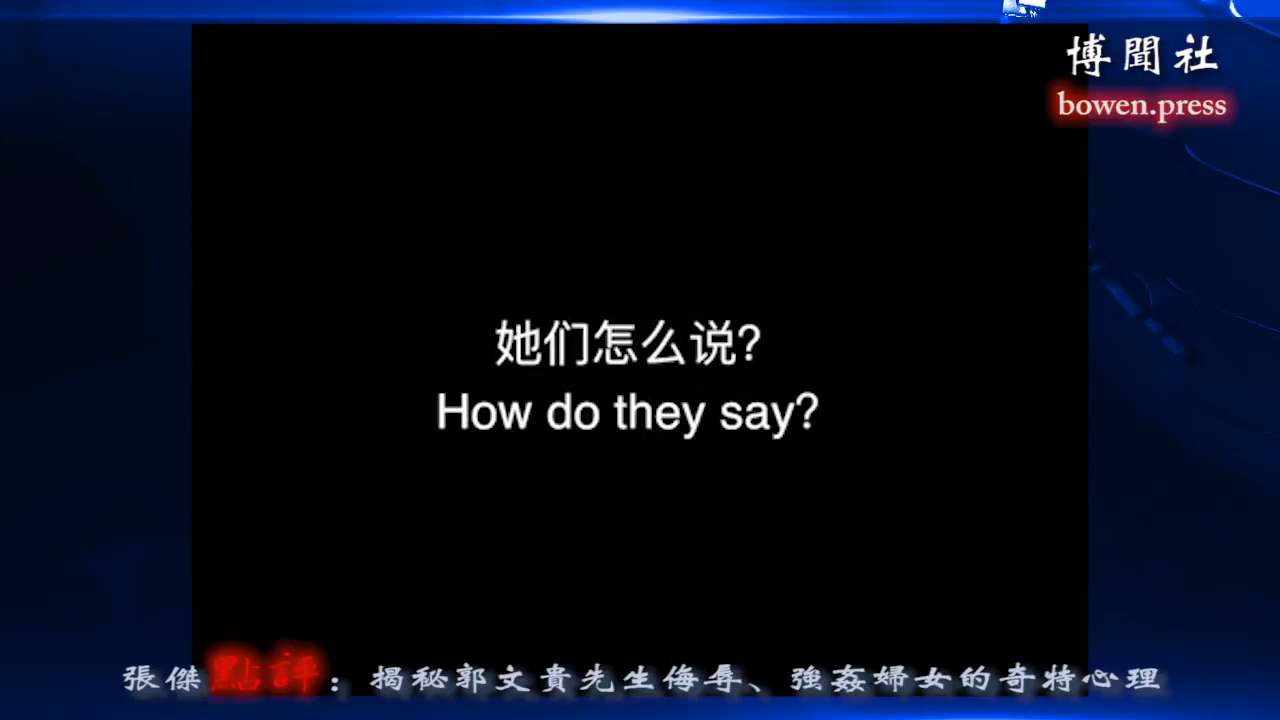 博聞社
bowen.press
她们怎么说?
How do they say?
張傑點評：揭秘郭文貴先生侮辱、強姦婦女的奇特心理